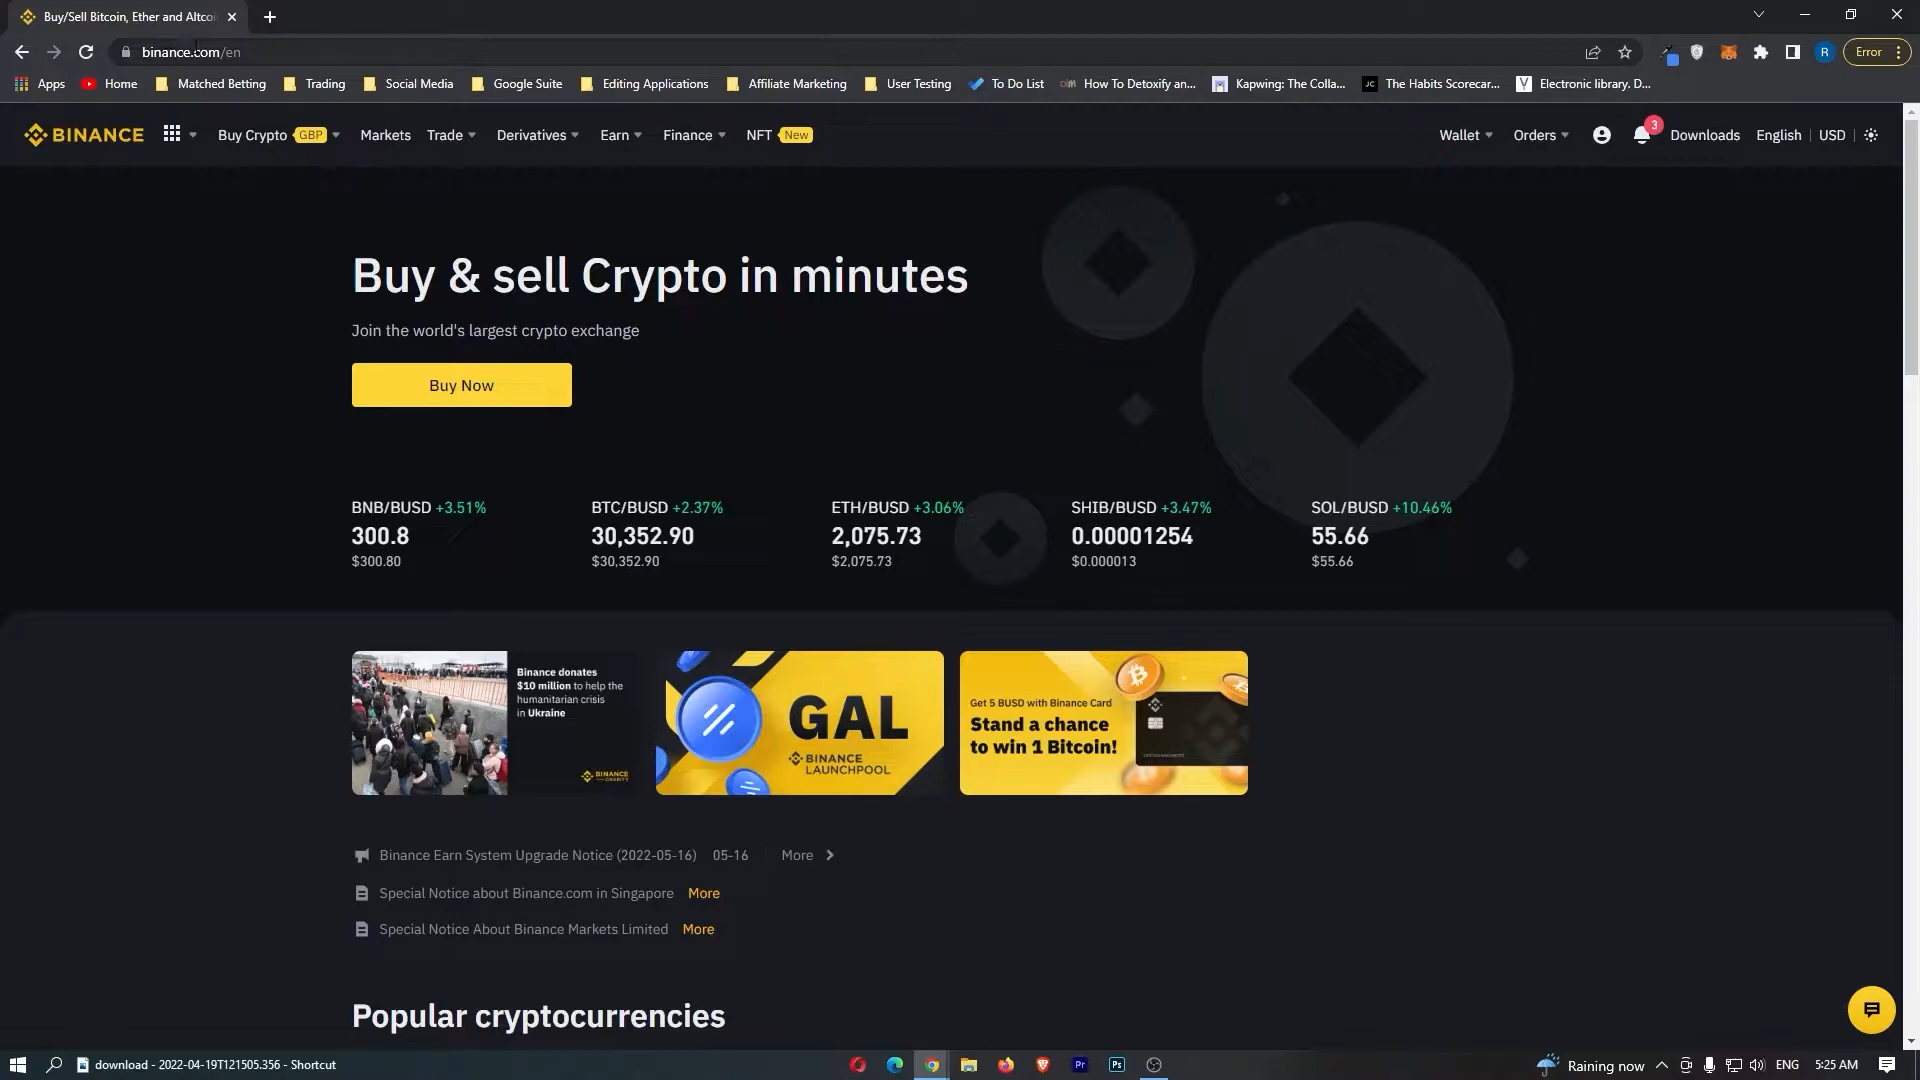 Buy/Sell Bitcoin, Ether and Altcoi
binance.com/en
R
Error
Apps
Home
Matched Betting
Trading
Social Media
Google Suite
Editing Applications
Affiliate Marketing
User Testing
To Do List
How To Detoxify an...
Kapwing: The Colla...
JC
The Habits Scorecar...
V
Electronic library. D...
BINANCE
Buy Crypto GBP
Markets
Trade
Derivatives
Earn
Finance
NFT New
Wallet
Orders
3
Downloads
English
USD
Buy & sell Crypto in minutes
Join the world's largest crypto exchange
Buy Now
BNB/BUSD +3.51%
300.8
$300.80
BTC/BUSD +2.37%
30,352.90
$30,352.90
ETH/BUSD +3.06%
2,075.73
$2,075.73
SHIB/BUSD +3.47%
0.00001254
$0.000013
SOL/BUSD +10.46%
55.66
$55.66
Binance donates
$10 million to help the
humanitarian crisis
in Ukraine
BINANCE
CHARITY
GAL
BINANCE
LAUNCHPOOL
Get 5 BUSD with Binance Card
Stand a chance
to win 1 Bitcoin!
Binance Earn System Upgrade Notice (2022-05-16) 05-16 More
Special Notice about Binance.com in Singapore More
Special Notice About Binance Markets Limited More
Popular cryptocurrencies
download - 2022-04-19T121505.356 - Shortcut
Pr
Ps
Raining now
ENG
5:25 AM